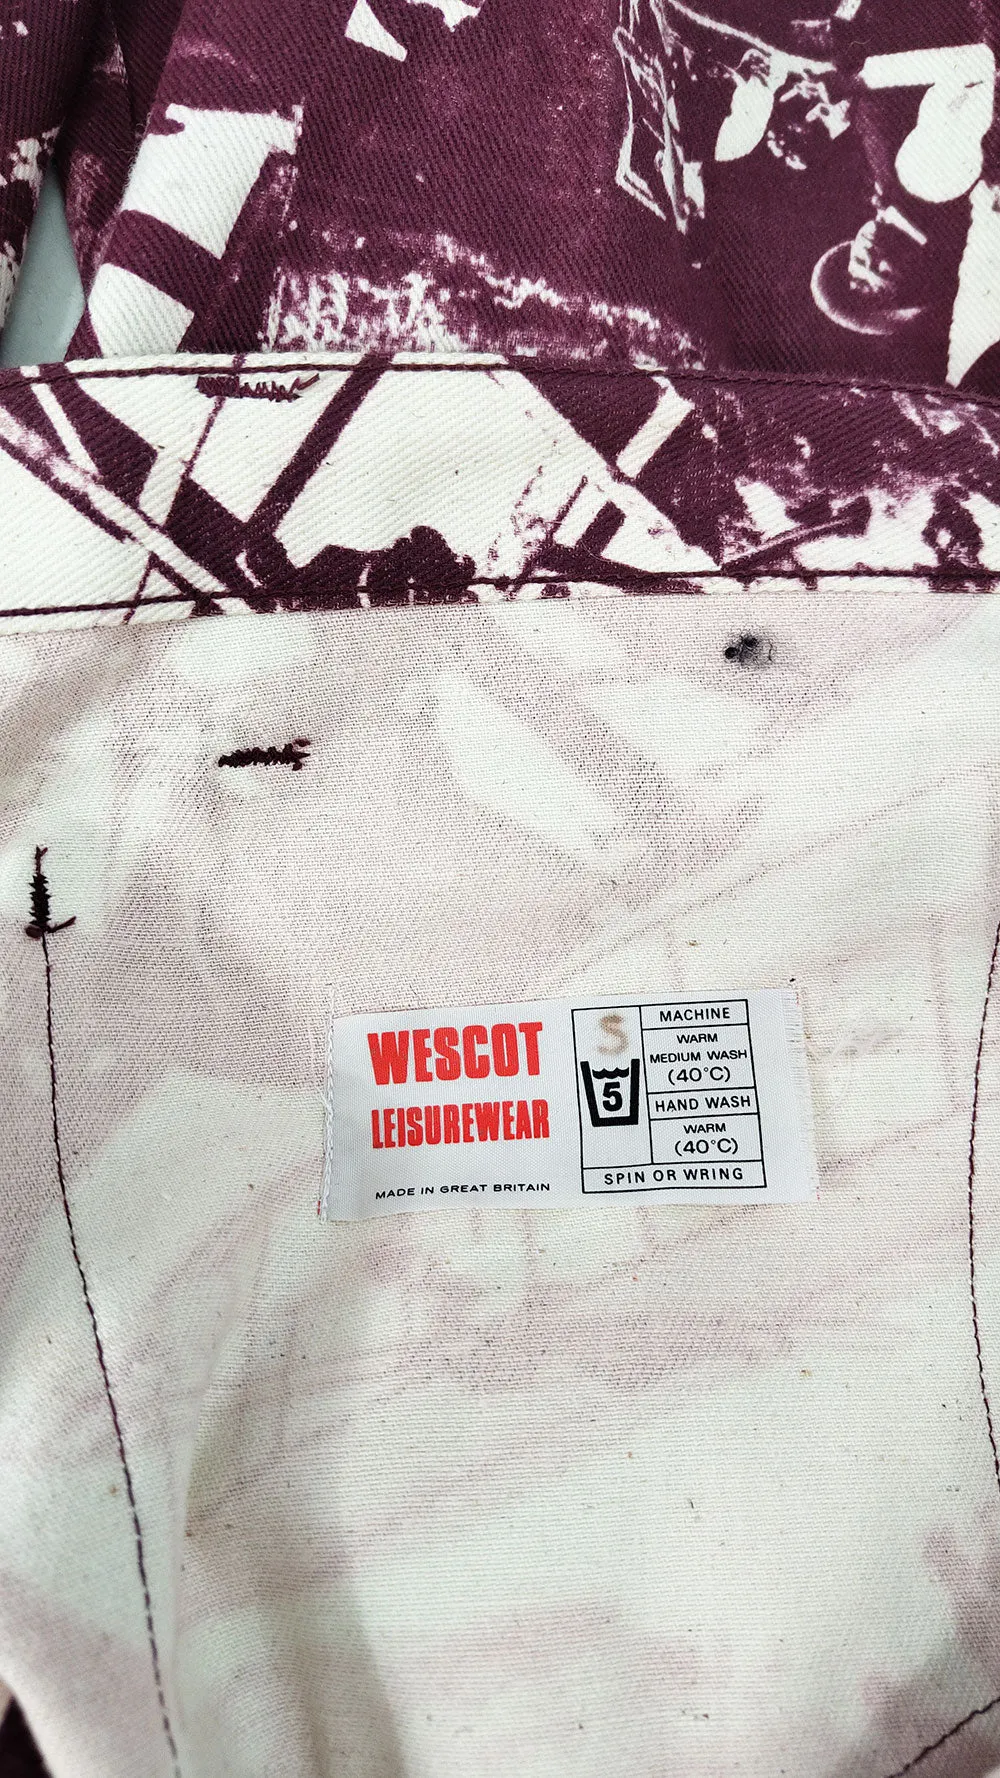 WESCOT
LEISUREWEAR
MADE IN GREAT BRITAIN
S
5
MACHINE
WARM
MEDIUM WASH
(40°C)
HAND WASH
WARM
(40°C)
SPIN OR WRING